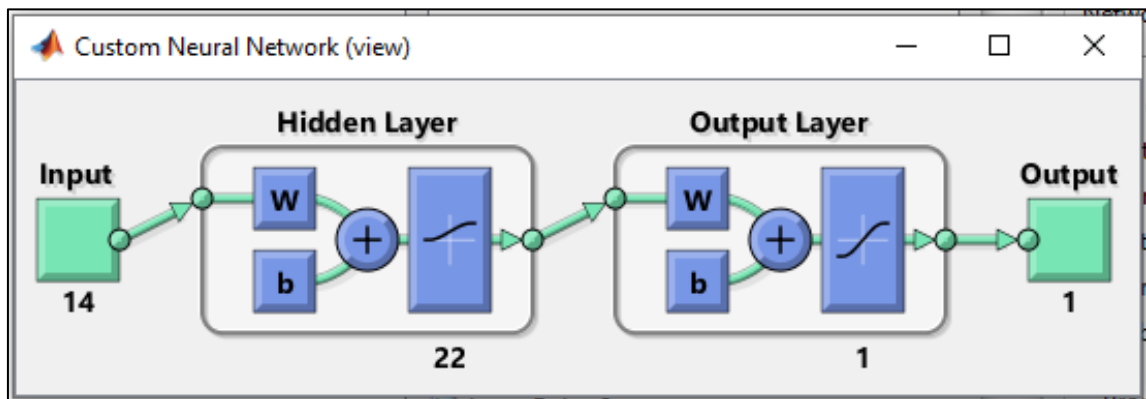 Custom Neural Network (view)
Hidden Layer
Output Layer
Input
Output
W
b
W
b
14
22
1
1